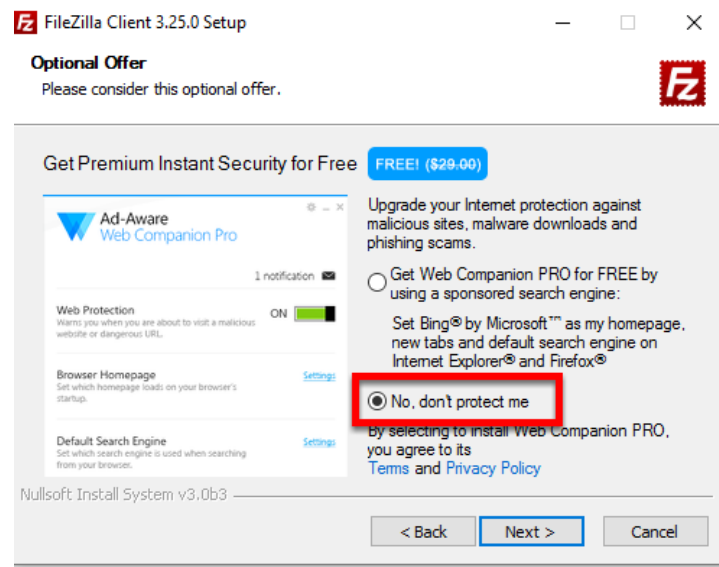 FileZilla Client 3.25.0 Setup
Optional Offer
Please consider this optional offer.
Fz
Get Premium Instant Security for Free FREE! ($29.00)
Ad-Aware
Web Companion Pro
1 notification
Web Protection
Warns you when you are about to visit a malicious
website or dangerous URL.
ON
Browser Homepage
Set which homepage loads on your browser's
startup.
Settings
Default Search Engine
Set which search engine is used when searching
from your browser.
Settings
Upgrade your Internet protection against
malicious sites, malware downloads and
phishing scams.
Get Web Companion PRO for FREE by
using a sponsored search engine:
Set Bing® by Microsoft™ as my homepage,
new tabs and default search engine on
Internet Explorer® and Firefox®
No, don't protect me
By selecting to install Web Companion PRO,
you agree to its
Terms and Privacy Policy
Nullsoft Install System v3.0b3
< Back Next > Cancel